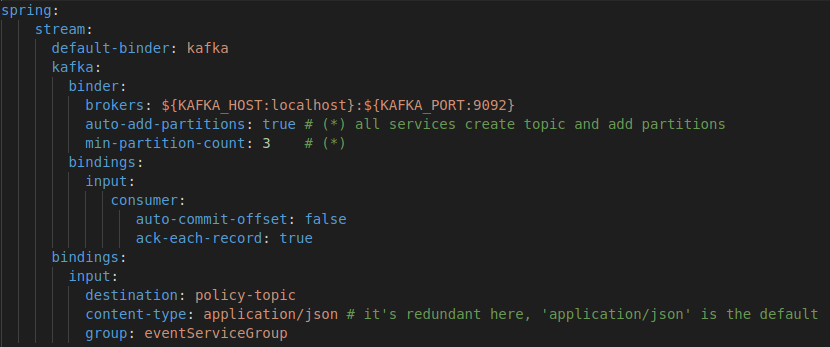 spring:
    stream:
      default-binder: kafka
      kafka:
        binder:
          brokers: ${KAFKA_HOST:localhost}:${KAFKA_PORT:9092}
          auto-add-partitions: true # (*) all services create topic and add partitions
          min-partition-count: 3    # (*)
        bindings:
          input:
             consumer:
                auto-commit-offset: false
                ack-each-record: true
      bindings:
        input:
          destination: policy-topic
          content-type: application/json # it's redundant here, 'application/json' is the default
          group: eventServiceGroup